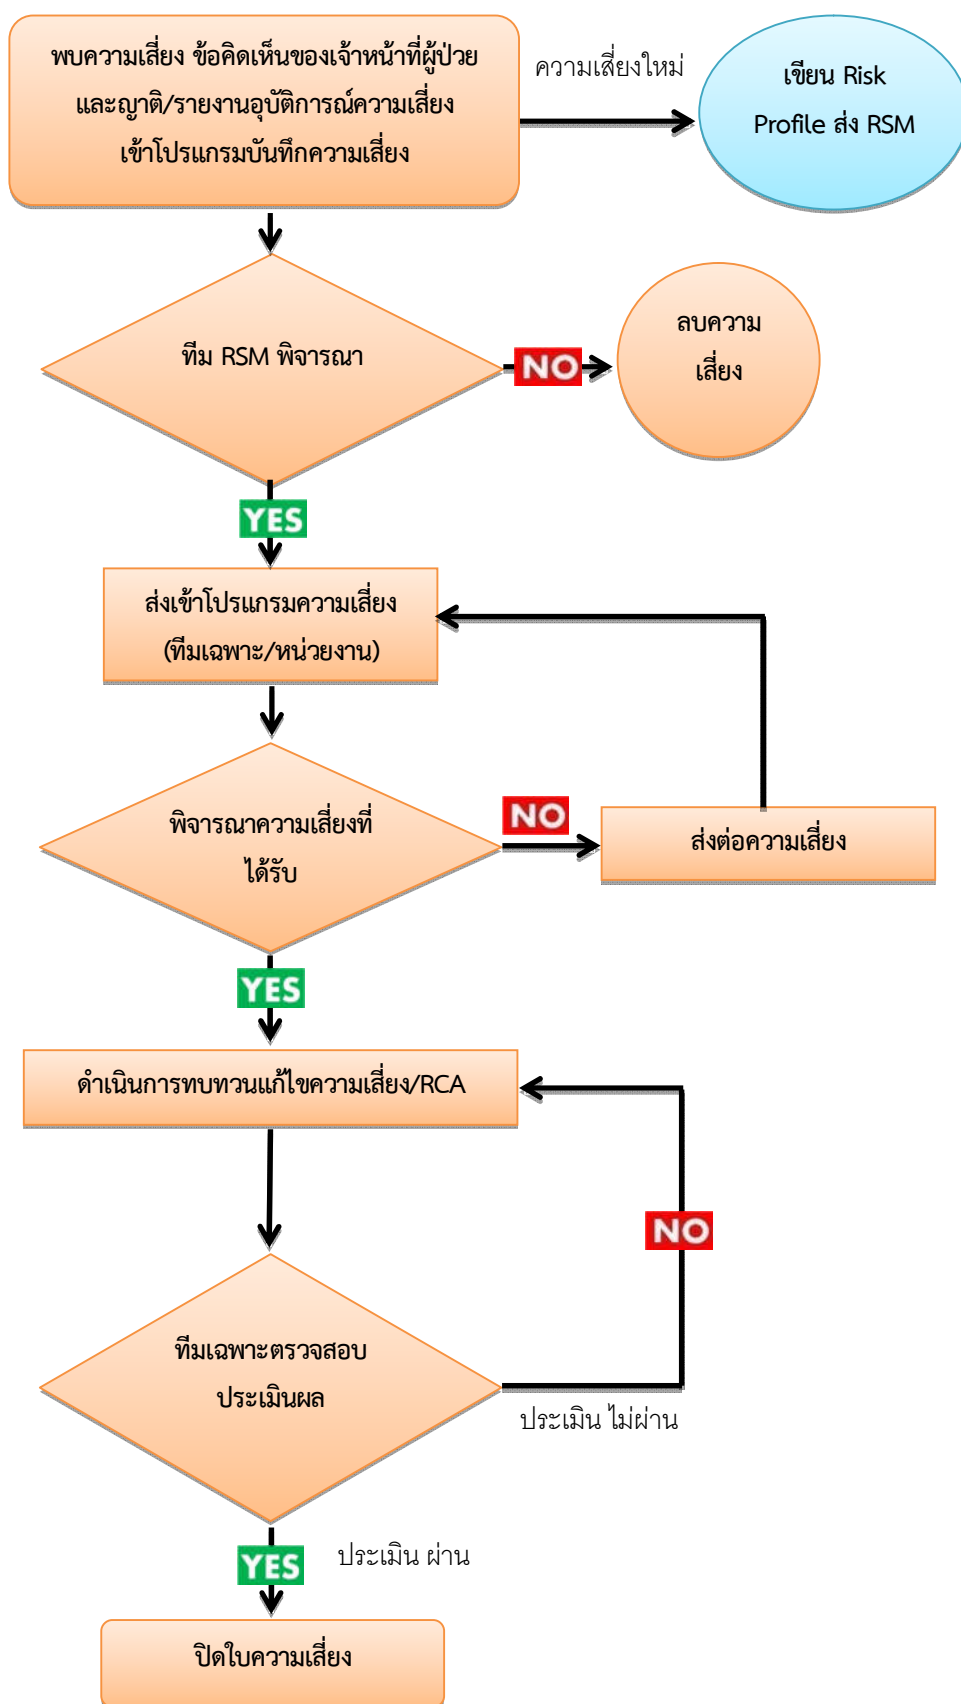 พบความเสี่ยง ข้อคิดเห็นของเจ้าหน้าที่ผู้ป่วย
และญาติ/รายงานอุบัติการณ์ความเสี่ยง
เข้าโปรแกรมบันทึกความเสี่ยง
ความเสี่ยงใหม่
เขียน Risk
Profile ส่ง RSM
ทีม RSM พิจารณา
NO
ลบความ
เสี่ยง
YES
ส่งเข้าโปรแกรมความเสี่ยง
(ทีมเฉพาะ/หน่วยงาน)
พิจารณาความเสี่ยงที่
ได้รับ
NO
ส่งต่อความเสี่ยง
YES
ดำเนินการทบทวนแก้ไขความเสี่ยง/RCA
NO
ทีมเฉพาะตรวจสอบ
ประเมินผล
ประเมิน ไม่ผ่าน
YES
ประเมิน ผ่าน
ปิดใบความเสี่ยง